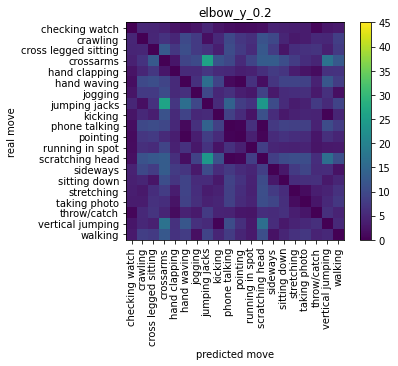 elbow_y_0.2
real move
checking watch
crawling
cross legged sitting
crossarms
hand clapping
hand waving
jogging
jumping jacks
kicking
phone talking
pointing
running in spot
scratching head
sideways
sitting down
stretching
taking photo
throw/catch
vertical jumping
walking
checking watch
crawling
cross legged sitting
crossarms
hand clapping
hand waving
jogging
jumping jacks
kicking
phone talking
pointing
running in spot
scratching head
sideways
sitting down
stretching
taking photo
throw/catch
vertical jumping
walking
predicted move
45
40
35
30
25
20
15
10
5
0